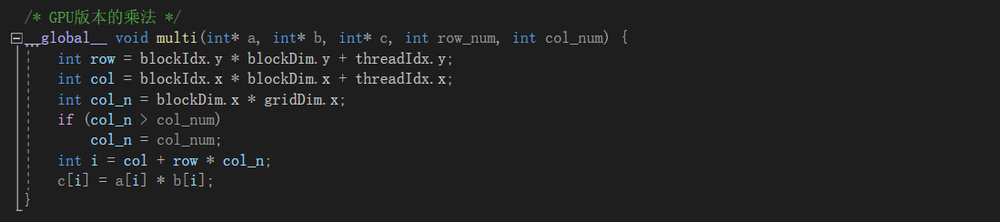 /* GPU版本的乘法 */
__global__ void multi(int* a, int* b, int* c, int row_num, int col_num) {
    int row = blockIdx.y * blockDim.y + threadIdx.y;
    int col = blockIdx.x * blockDim.x + threadIdx.x;
    int col_n = blockDim.x * gridDim.x;
    if (col_n > col_num)
        col_n = col_num;
    int i = col + row * col_n;
    c[i] = a[i] * b[i];
}